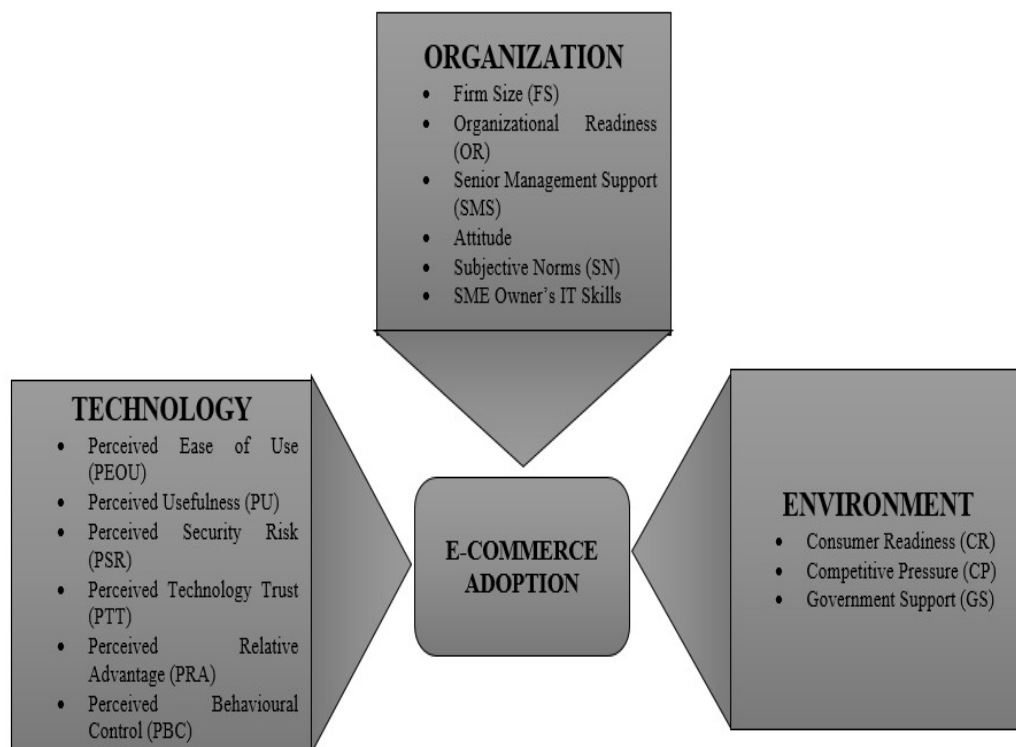 ORGANIZATION
• Firm Size (FS)
• Organizational Readiness
(OR)
• Senior Management Support
(SMS)
• Attitude
• Subjective Norms (SN)
• SME Owner’s IT Skills
TECHNOLOGY
• Perceived Ease of Use
(PEOU)
• Perceived Usefulness (PU)
• Perceived Security Risk
(PSR)
• Perceived Technology Trust
(PTT)
• Perceived Relative
Advantage (PRA)
• Perceived Behavioural
Control (PBC)
E-COMMERCE
ADOPTION
ENVIRONMENT
• Consumer Readiness (CR)
• Competitive Pressure (CP)
• Government Support (GS)